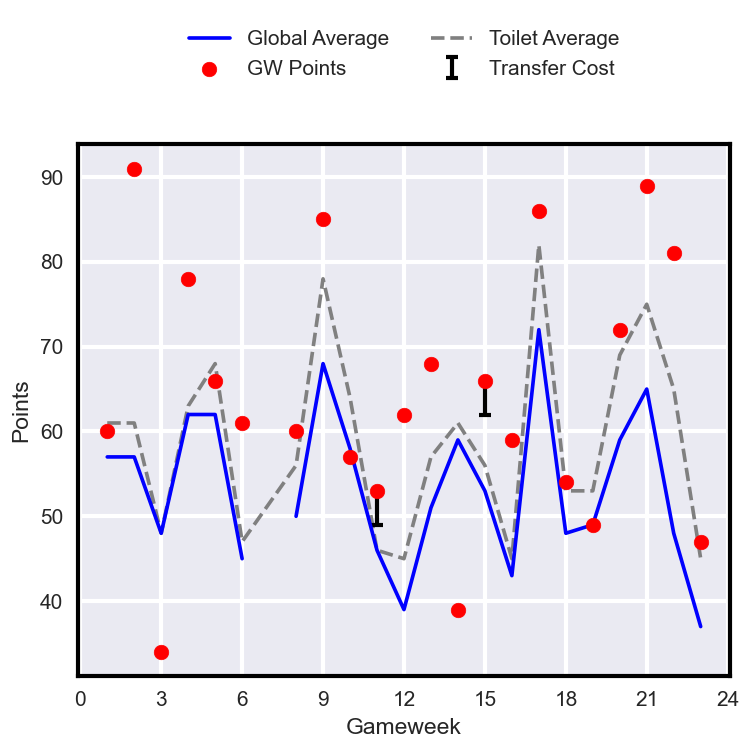 Global Average
Toilet Average
GW Points
Transfer Cost
90
80
70
60
50
40
Points
0 3 6 9 12 15 18 21 24
Gameweek